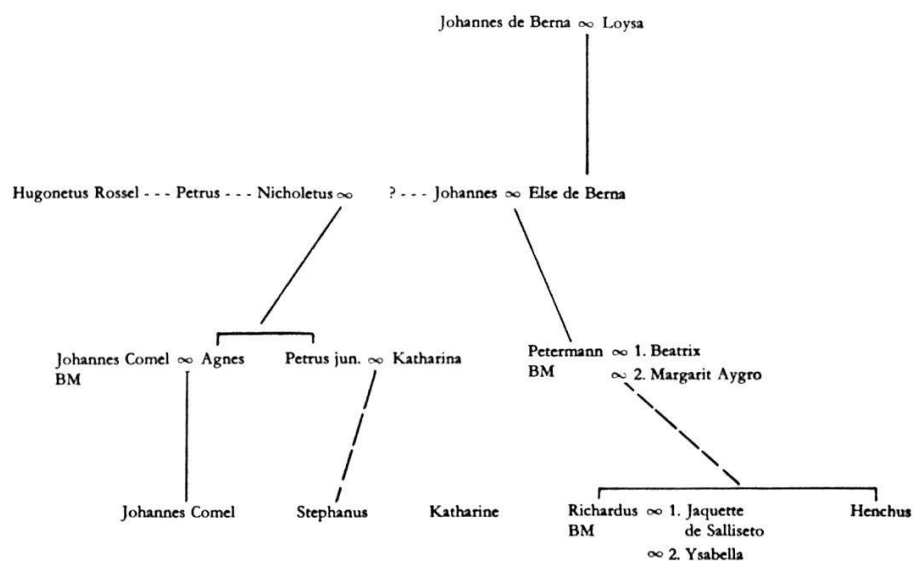 Johannes de Berna ∞ Loysa
Hugonetus Rossel - - - Petrus - - - Nicholetus ∞ ? - - - Johannes ∞ Else de Berna
Johannes Comel ∞ Agnes Petrus jun. ∞ Katharina Petermann ∞ 1. Beatrix
BM BM ∞ 2. Margarit Aygro
Johannes Comel Stephanus Katharine Richardus ∞ 1. Jaquette Henchus
BM de Salliseto
∞ 2. Ysabella